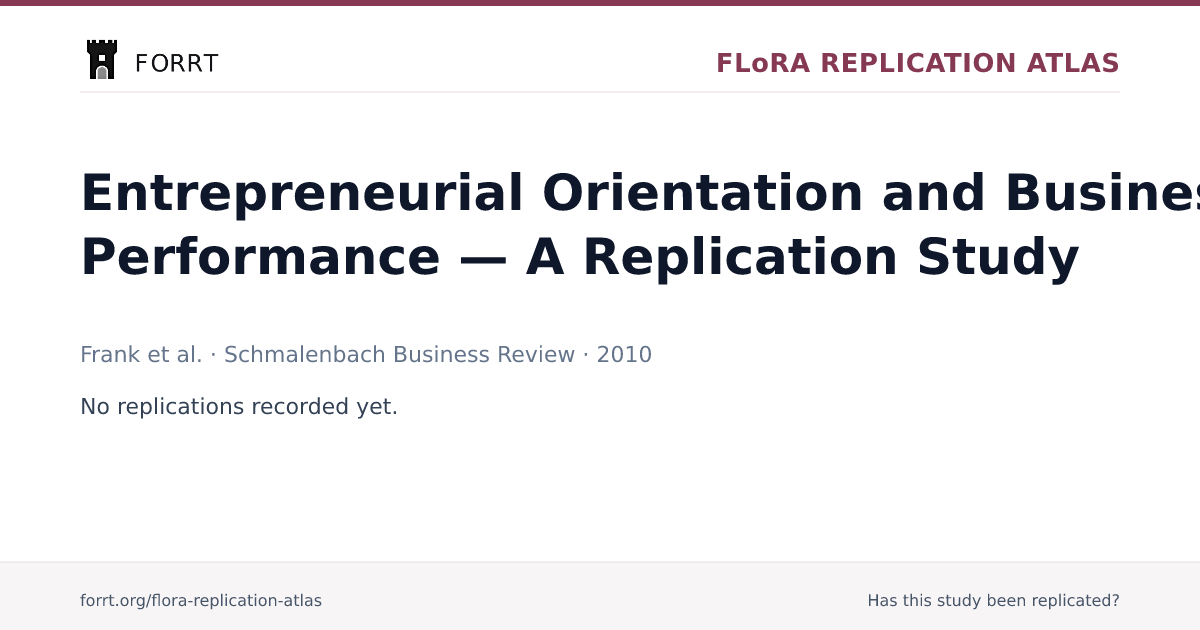 FORRT
FLoRA REPLICATION ATLAS
Entrepreneurial Orientation and Busines
Performance — A Replication Study
Frank et al. · Schmalenbach Business Review · 2010
No replications recorded yet.
forrt.org/flora-replication-atlas
Has this study been replicated?